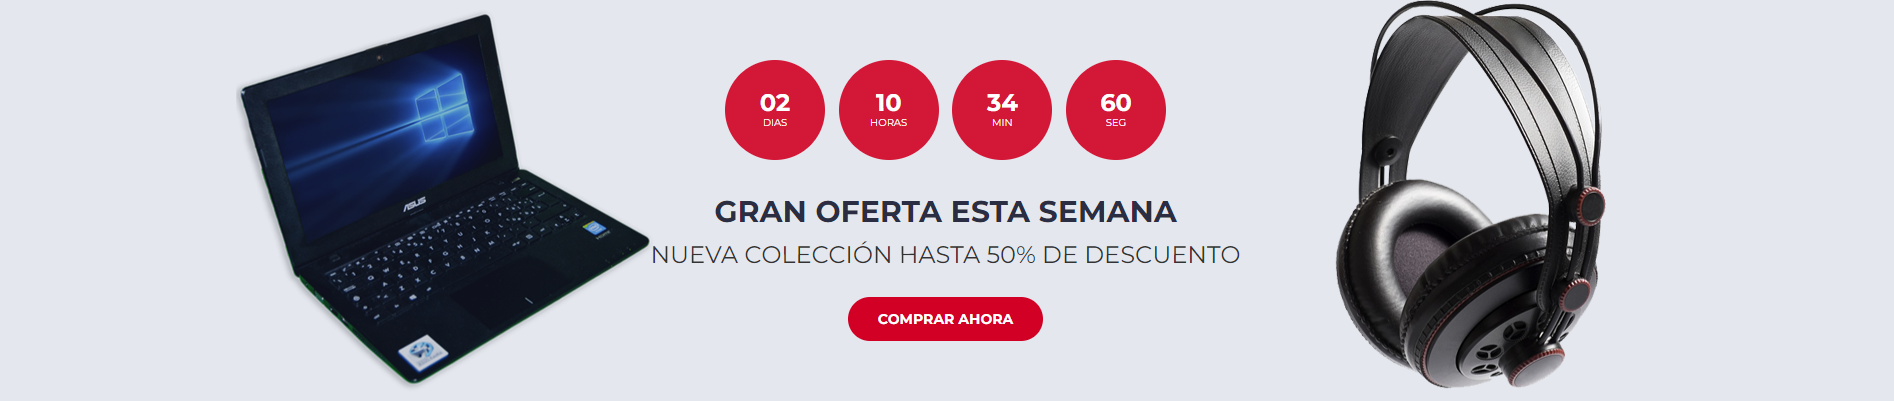 02
DIAS
10
HORAS
34
MIN
60
SEG
GRAN OFERTA ESTA SEMANA
NUEVA COLECCIÓN HASTA 50% DE DESCUENTO
COMPRAR AHORA
ASUS